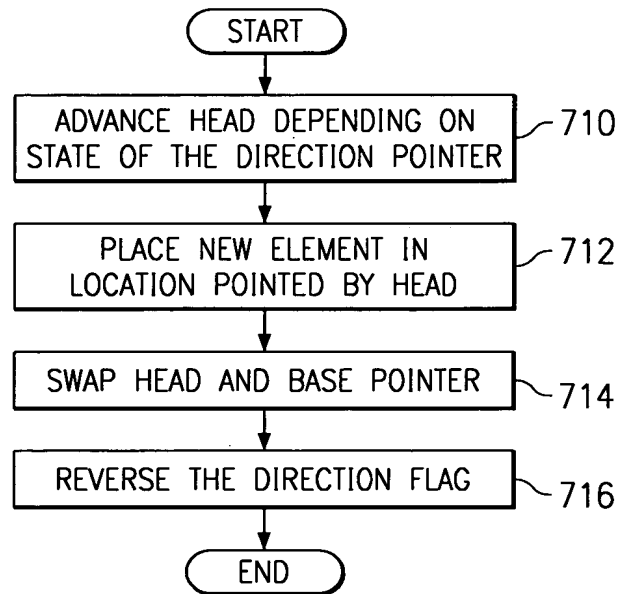 START
ADVANCE HEAD DEPENDING ON
STATE OF THE DIRECTION POINTER
710
PLACE NEW ELEMENT IN
LOCATION POINTED BY HEAD
712
SWAP HEAD AND BASE POINTER
714
REVERSE THE DIRECTION FLAG
716
END